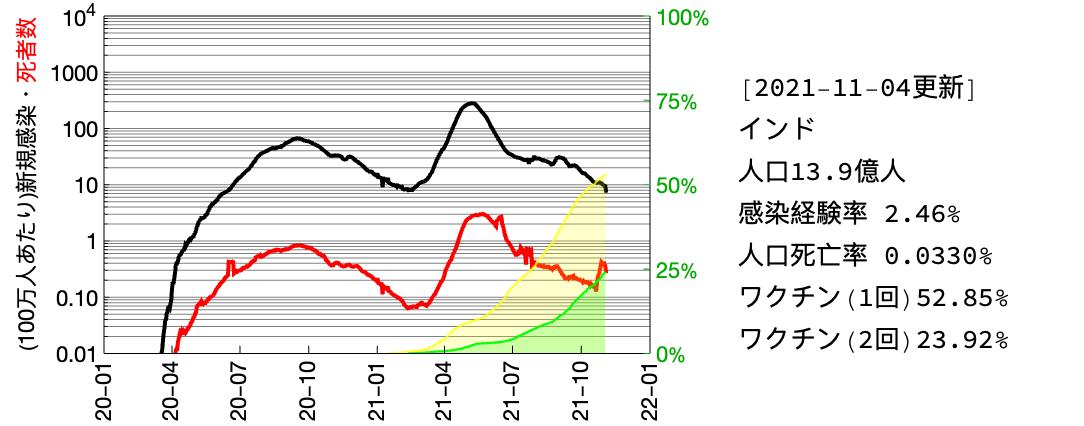 (100万人あたり)新規感染・死者数
10^4
1000
100
10
1
0.10
0.01
100%
75%
50%
25%
0%
20-01
20-04
20-07
20-10
21-01
21-04
21-07
21-10
22-01
[2021-11-04更新]
インド
人口13.9億人
感染経験率 2.46%
人口死亡率 0.0330%
ワクチン(1回)52.85%
ワクチン(2回)23.92%